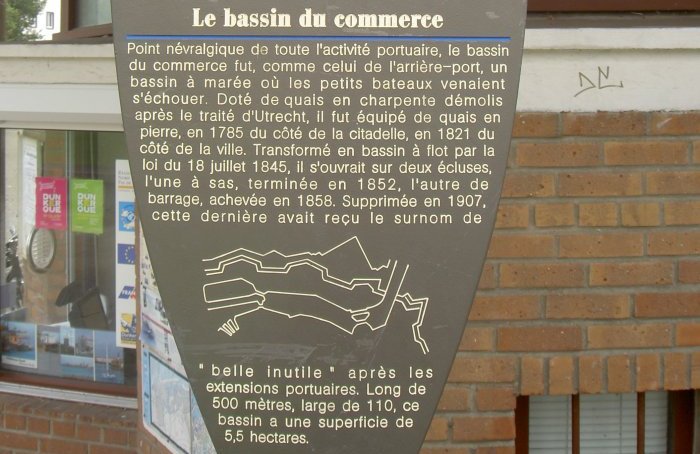 Le bassin du commerce
Point névralgique de toute l'activité portuaire, le bassin
du commerce fut, comme celui de l'arrière-port, un
bassin à marée où les petits bateaux venaient
s'échouer. Doté de quais en charpente démolis
après le traité d'Utrecht, il fut équipé de quais en
pierre, en 1785 du côté de la citadelle, en 1821 du
côté de la ville. Transformé en bassin à flot par la
loi du 18 juillet 1845, il s'ouvrait sur deux écluses,
l'une à sas, terminée en 1852, l'autre de
barrage, achevée en 1858. Supprimée en 1907,
cette dernière avait reçu le surnom de
"belle inutile" après les
extensions portuaires. Long de
500 mètres, large de 110, ce
bassin a une superficie de
5,5 hectares.
DUN
KER
QUE
DUN
KER
QUE